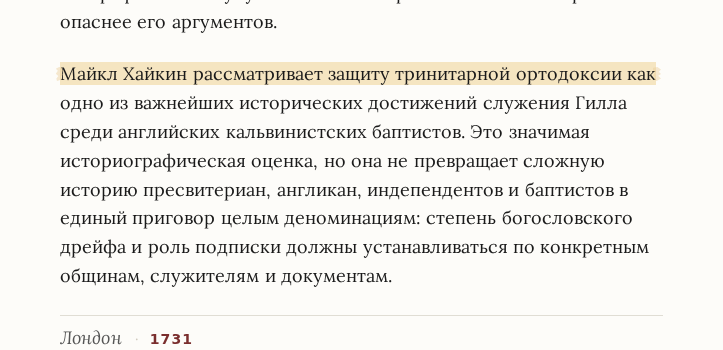 опаснее его аргументов.
Майкл Хайкин рассматривает защиту тринитарной ортодоксии как
одно из важнейших исторических достижений служения Гилла
среди английских кальвинистских баптистов. Это значимая
историографическая оценка, но она не превращает сложную
историю пресвитериан, англикан, индепендентов и баптистов в
единый приговор целым деноминациям: степень богословского
дрейфа и роль подписки должны устанавливаться по конкретным
общинам, служителям и документам.
Лондон · 1731